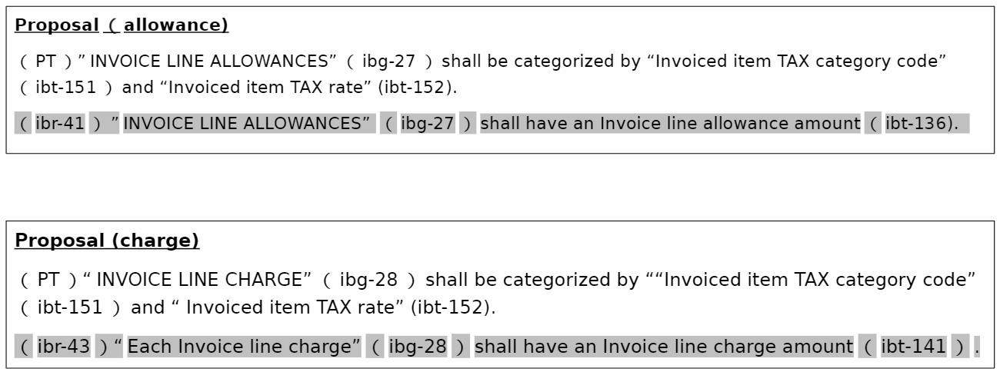 Proposal （ allowance)
（ PT ）” INVOICE LINE ALLOWANCES” （ ibg-27 ） shall be categorized by “Invoiced item TAX category code”
（ ibt-151 ） and “Invoiced item TAX rate” (ibt-152).
（ ibr-41 ） ” INVOICE LINE ALLOWANCES” （ ibg-27 ） shall have an Invoice line allowance amount （ ibt-136).
Proposal (charge)
（ PT ）“ INVOICE LINE CHARGE” （ ibg-28 ） shall be categorized by ““Invoiced item TAX category code”
（ ibt-151 ） and “ Invoiced item TAX rate” (ibt-152).
（ ibr-43 ）“ Each Invoice line charge” （ ibg-28 ） shall have an Invoice line charge amount （ ibt-141 ） .